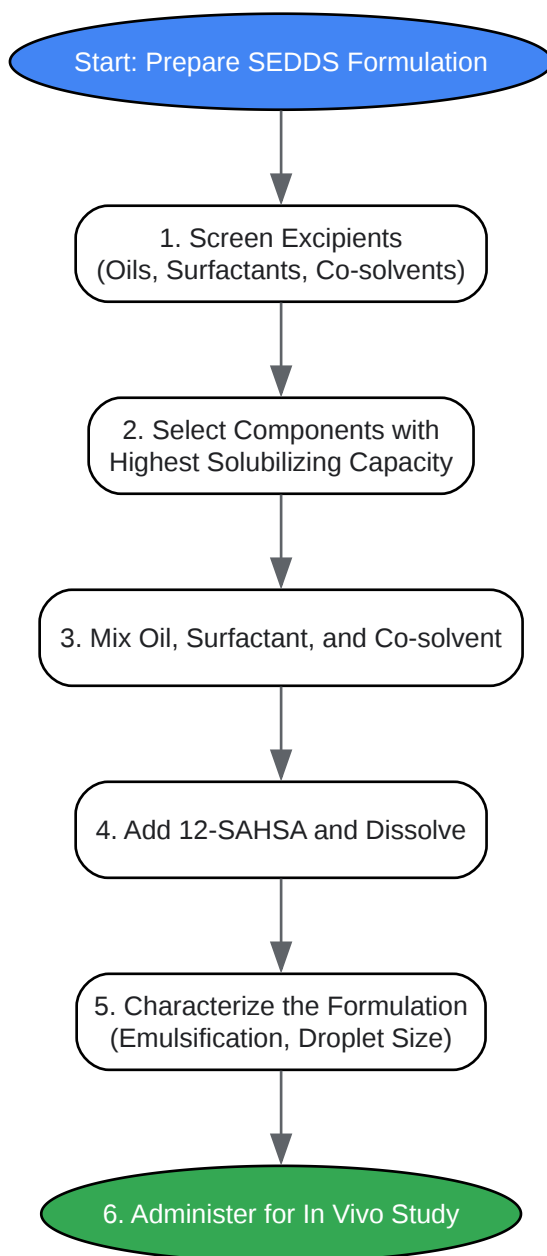 Start: Prepare SEDDS Formulation
1. Screen Excipients
(Oils, Surfactants, Co-solvents)
2. Select Components with
Highest Solubilizing Capacity
3. Mix Oil, Surfactant, and Co-solvent
4. Add 12-SAHSA and Dissolve
5. Characterize the Formulation
(Emulsification, Droplet Size)
6. Administer for In Vivo Study